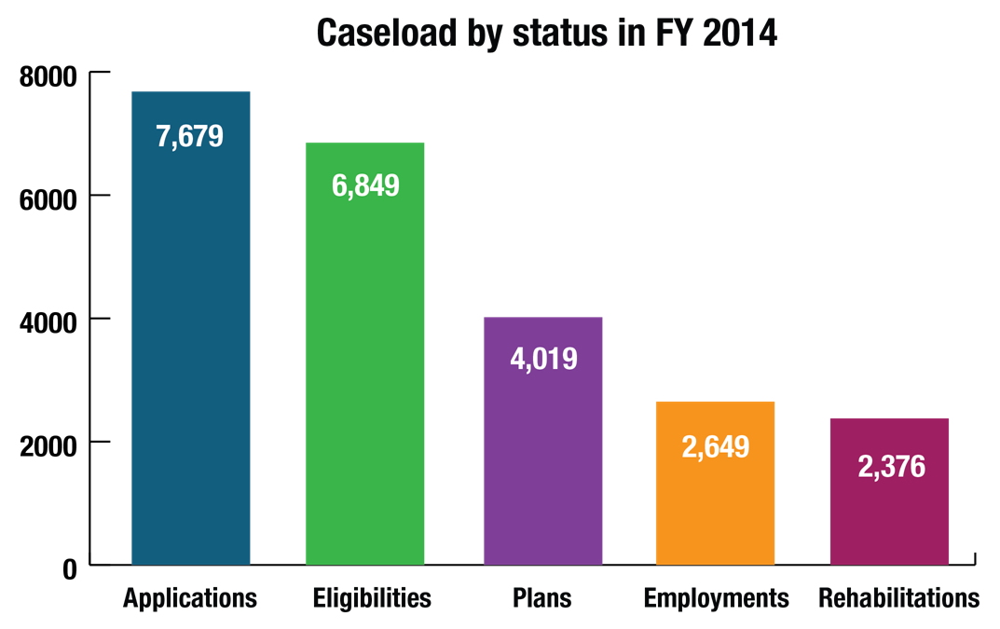 Caseload by status in FY 2014
8000
6000
4000
2000
0
7,679
6,849
4,019
2,649
2,376
Applications
Eligibilities
Plans
Employments
Rehabilitations